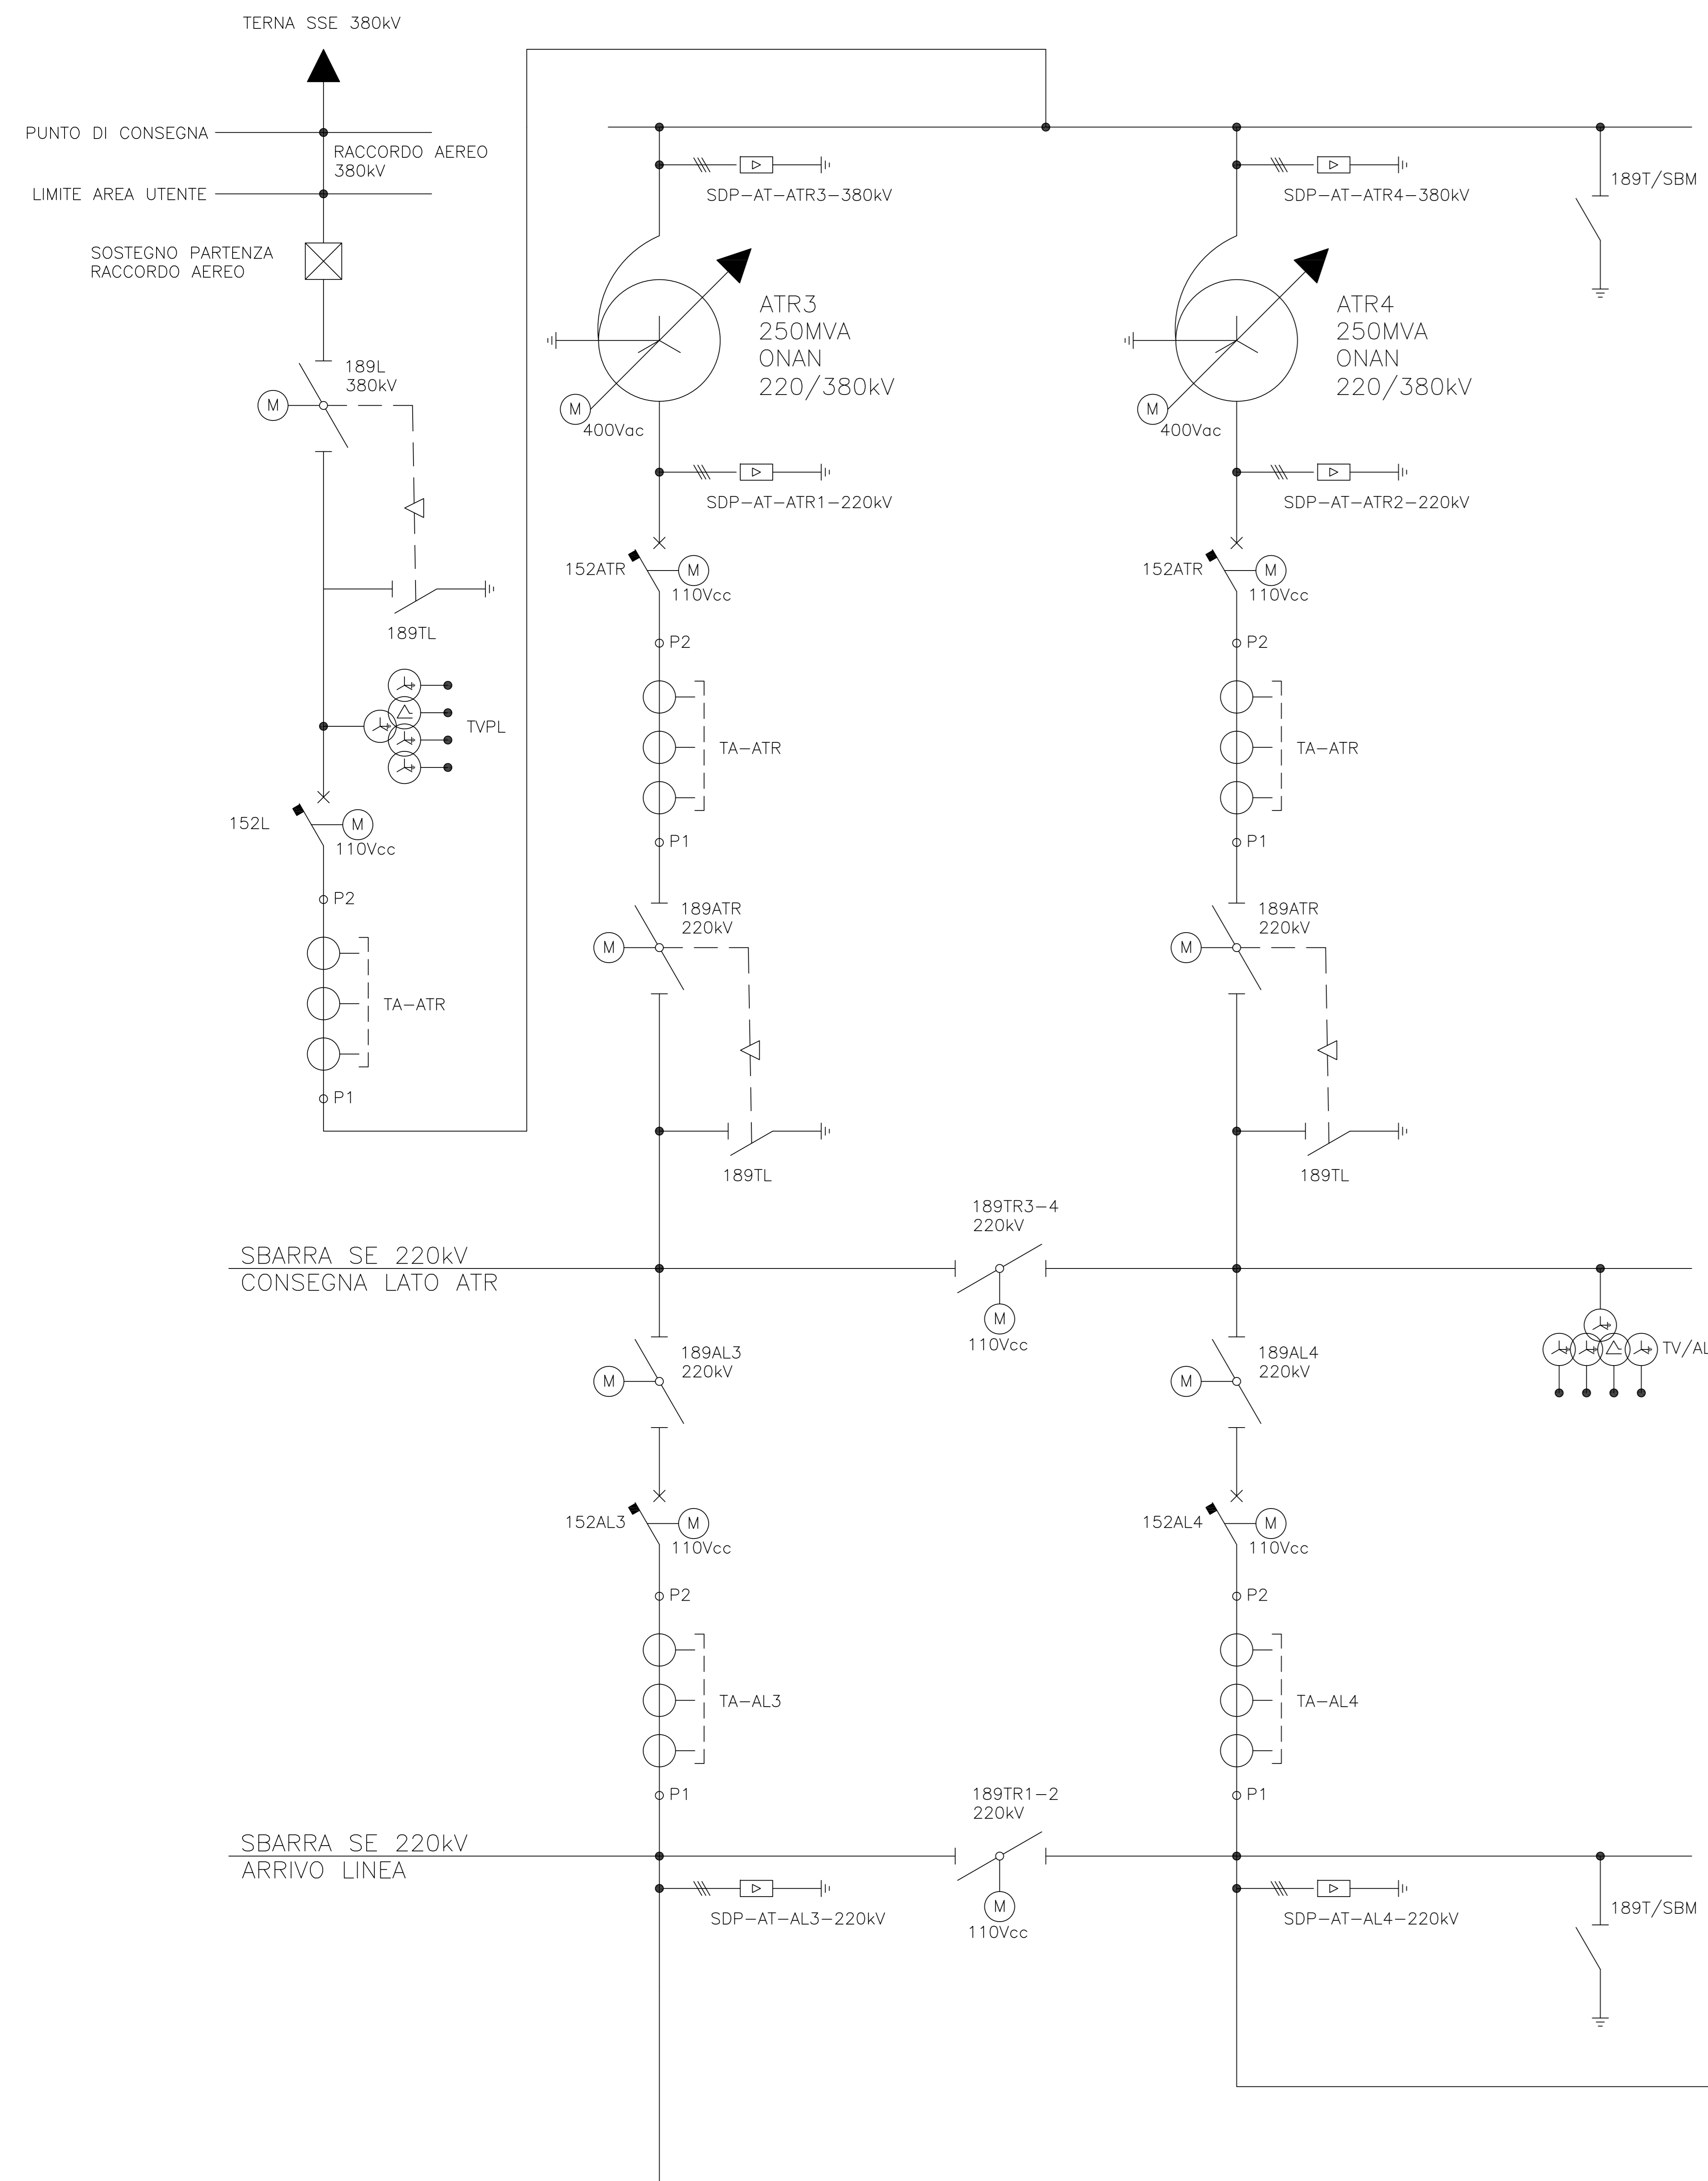 TERNA SSE 380kV
PUNTO DI CONSEGNA
RACCORDO AEREO
380kV
LIMITE AREA UTENTE
SOSTEGNO PARTENZA
RACCORDO AEREO
189L
380kV
M
189TL
TVPL
152L
M
110Vcc
P2
TA-ATR
P1
SDP-AT-ATR3-380kV
ATR3
250MVA
ONAN
220/380kV
M
400Vac
SDP-AT-ATR1-220kV
152ATR
M
110Vcc
P2
TA-ATR
P1
189ATR
220kV
M
189TL
SDP-AT-ATR4-380kV
189T/SBM
ATR4
250MVA
ONAN
220/380kV
M
400Vac
SDP-AT-ATR2-220kV
152ATR
M
110Vcc
P2
TA-ATR
P1
189ATR
220kV
M
189TL
SBARRA SE 220kV
CONSEGNA LATO ATR
189TR3-4
220kV
M
110Vcc
TV/AL
189AL3
220kV
M
152AL3
M
110Vcc
P2
TA-AL3
P1
189AL4
220kV
M
152AL4
M
110Vcc
P2
TA-AL4
P1
SBARRA SE 220kV
ARRIVO LINEA
189TR1-2
220kV
M
110Vcc
SDP-AT-AL3-220kV
SDP-AT-AL4-220kV
189T/SBM